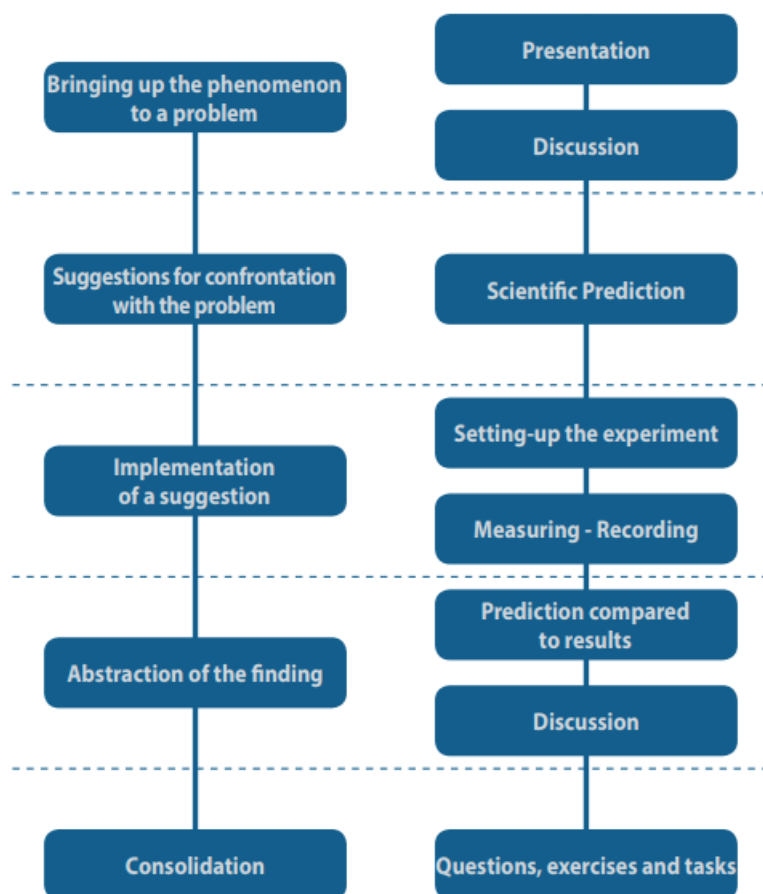 Presentation
Bringing up the phenomenon
to a problem
Discussion
Suggestions for confrontation
with the problem
Scientific Prediction
Setting-up the experiment
Implementation
of a suggestion
Measuring - Recording
Prediction compared
to results
Abstraction of the finding
Discussion
Consolidation
Questions, exercises and tasks